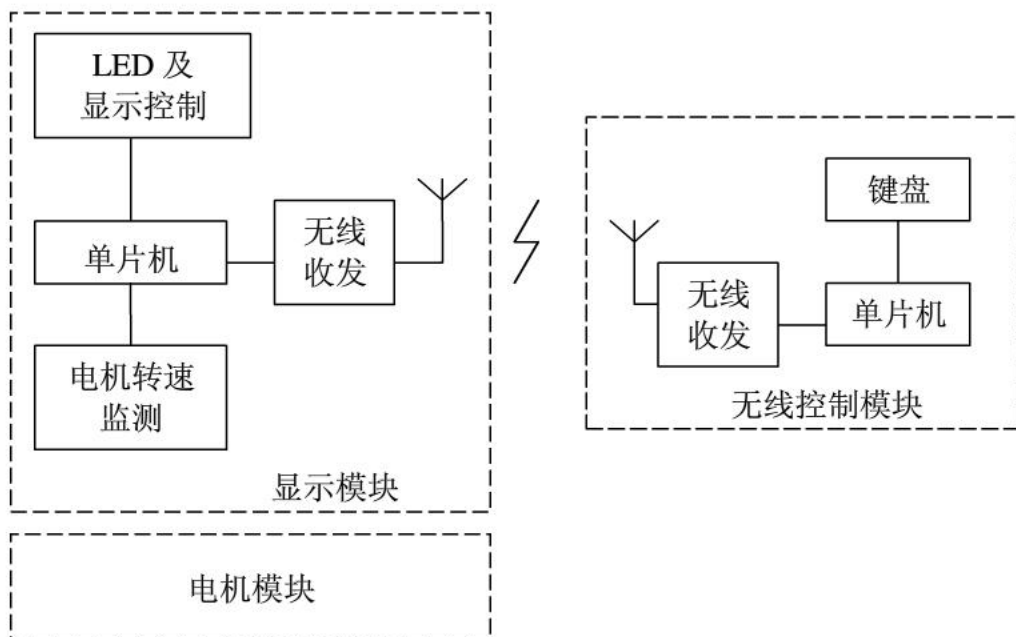 LED 及
显示控制
单片机
无线
收发
电机转速
监测
显示模块
电机模块
键盘
无线
收发
单片机
无线控制模块